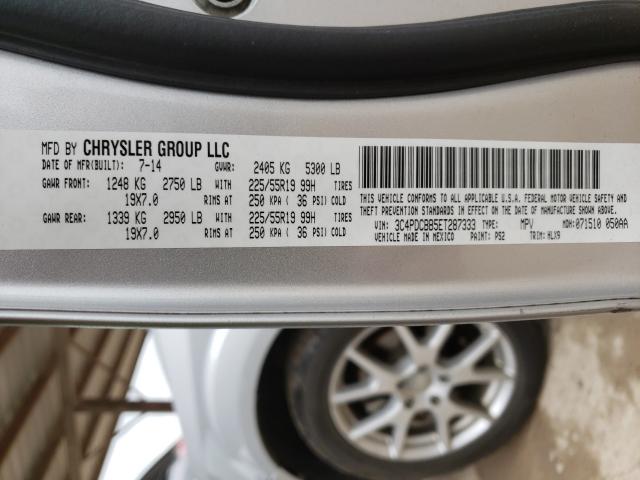 MFD BY CHRYSLER GROUP LLC
DATE OF MFR(BUILT): 7-14 GVWR: 2405 KG 5300 LB
GAWR FRONT: 1248 KG 2750 LB WITH 225/55R19 99H TIRES
19X7.0 RIMS AT 250 KPA ( 36 PSI) COLD
GAWR REAR: 1339 KG 2950 LB WITH 225/55R19 99H TIRES
19X7.0 RIMS AT 250 KPA ( 36 PSI) COLD
THIS VEHICLE CONFORMS TO ALL APPLICABLE U.S.A. FEDERAL MOTOR VEHICLE SAFETY AND
THEFT PREVENTION STANDARDS IN EFFECT ON THE DATE OF MANUFACTURE SHOWN ABOVE.
VIN: 3C4PDCBB5ET287333 TYPE: MPV MDH: 071510 050AA
VEHICLE MADE IN MEXICO PAINT: PS2 TRIM: HLX9